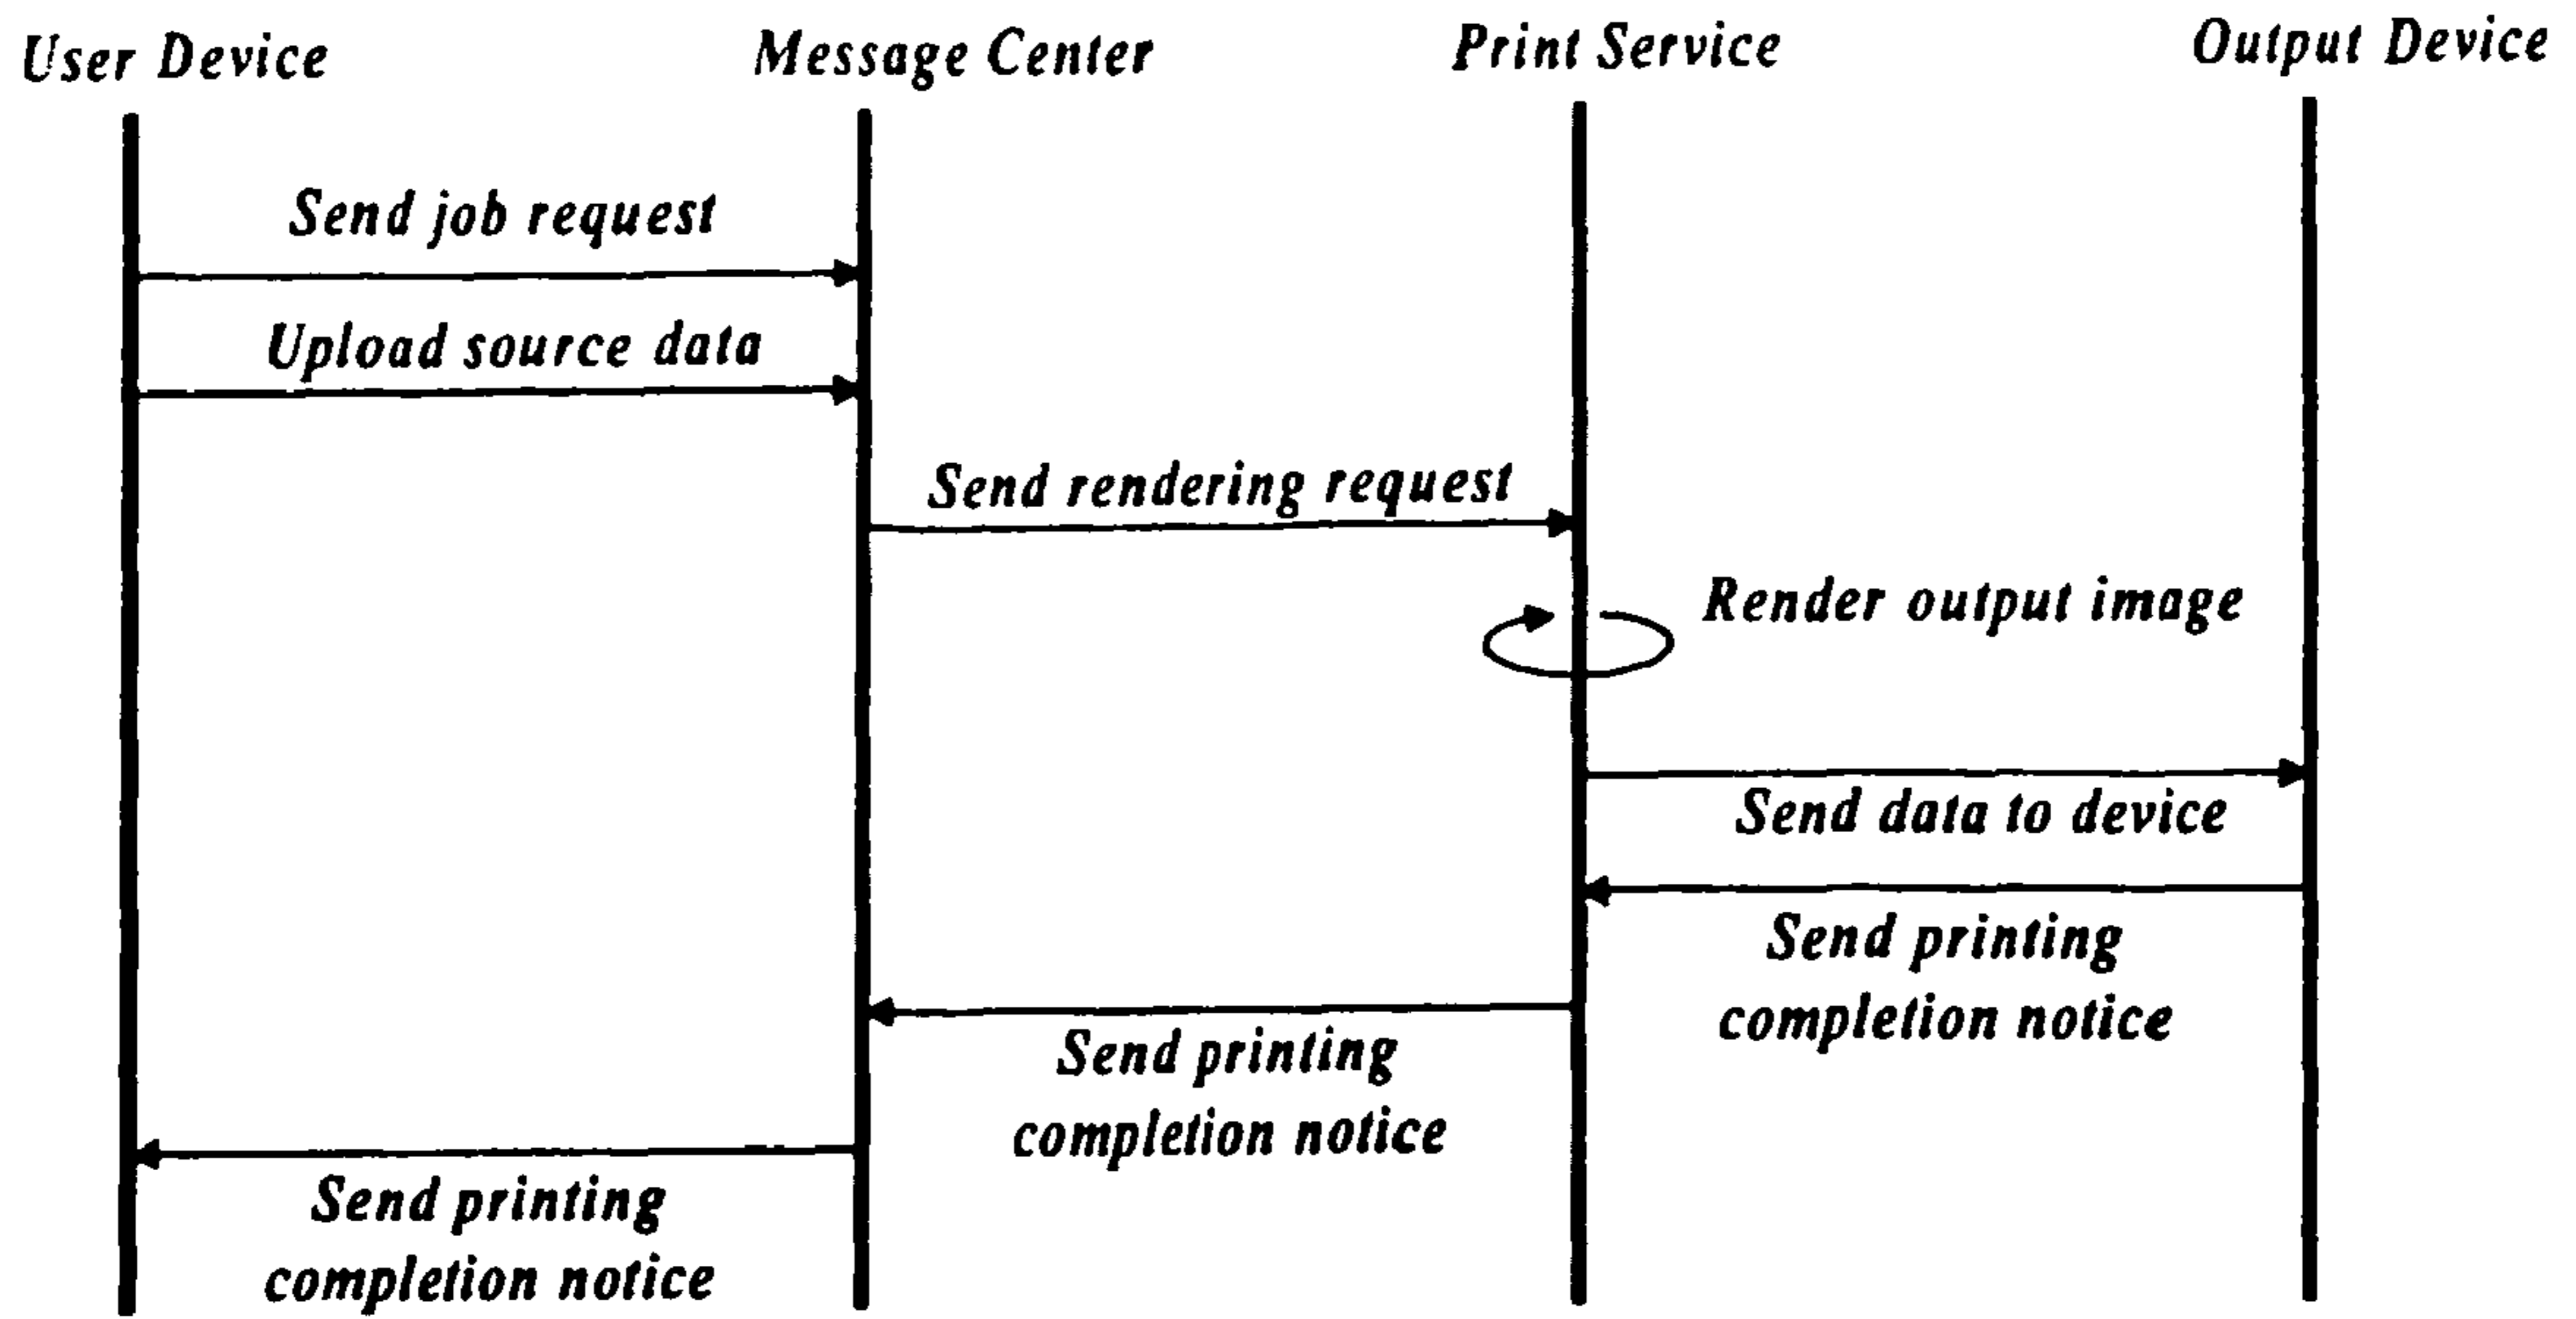 User Device
Message Center
Print Service
Output Device
Send job request
Upload source data
Send rendering request
Render output image
Send data to device
Send printing
completion notice
Send printing
completion notice
Send printing
completion notice